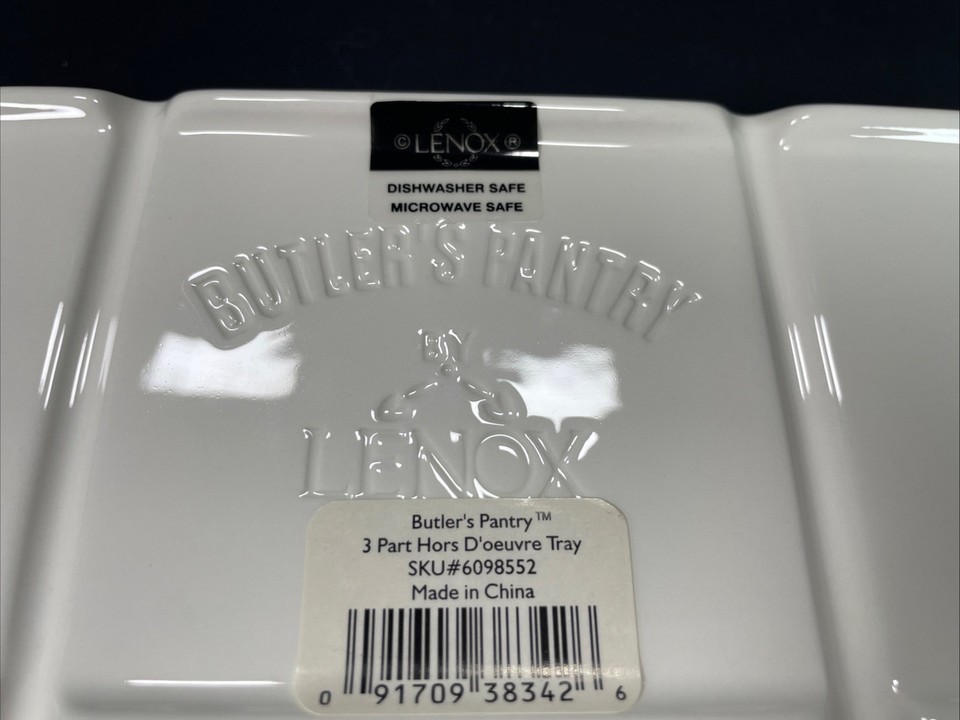 © LENOX ®
DISHWASHER SAFE
MICROWAVE SAFE
BUTLER'S PANTRY
BY
LENOX
Butler's Pantry™
3 Part Hors D'oeuvre Tray
SKU#6098552
Made in China
0 91709 38342 6